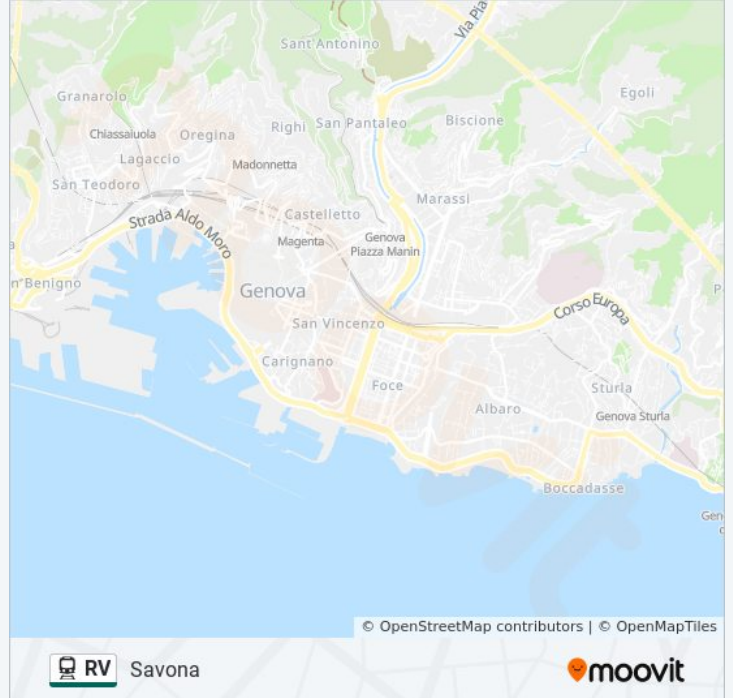 Via Pia
Sant'Antonino
Granarolo
Egoli
Chiassaiuola
Oregina
Righi
San Pantaleo
Biscione
Lagaccio
Madonnetta
San Teodoro
Marassi
Strada Aldo Moro
Castelletto
Magenta
Genova
Piazza Manin
a
n'Benigno
Genova
P
Corso Europa
San Vincenzo
Carignano
Foce
Sturla
Albaro
Genova Sturla
Boccadasse
Gen
© OpenStreetMap contributors | © OpenMapTiles
RV Savona
moovit